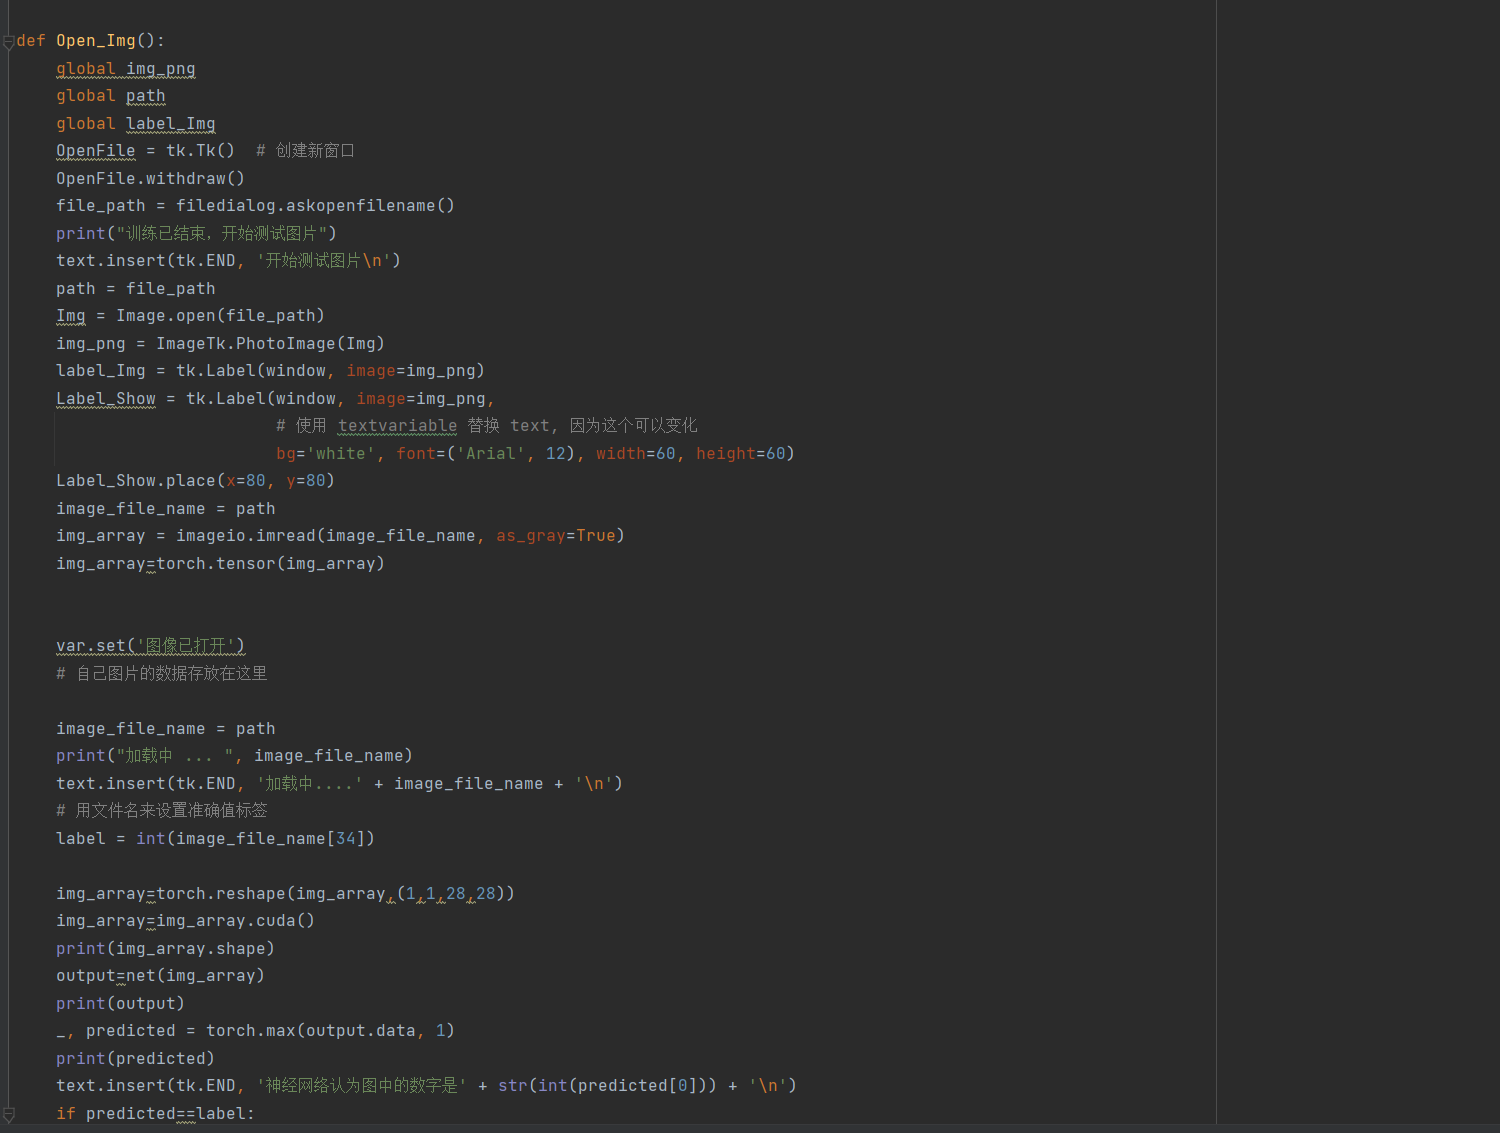 def Open_Img():
    global img_png
    global path
    global label_Img
    OpenFile = tk.Tk()  # 创建新窗口
    OpenFile.withdraw()
    file_path = filedialog.askopenfilename()
    print("训练已结束，开始测试图片")
    text.insert(tk.END, '开始测试图片\n')
    path = file_path
    Img = Image.open(file_path)
    img_png = ImageTk.PhotoImage(Img)
    label_Img = tk.Label(window, image=img_png)
    Label_Show = tk.Label(window, image=img_png,
                          # 使用 textvariable 替换 text, 因为这个可以变化
                          bg='white', font=('Arial', 12), width=60, height=60)
    Label_Show.place(x=80, y=80)
    image_file_name = path
    img_array = imageio.imread(image_file_name, as_gray=True)
    img_array=torch.tensor(img_array)
    var.set('图像已打开')
    # 自己图片的数据存放在这里
    image_file_name = path
    print("加载中 ... ", image_file_name)
    text.insert(tk.END, '加载中....' + image_file_name + '\n')
    # 用文件名来设置准确值标签
    label = int(image_file_name[34])
    img_array=torch.reshape(img_array,(1,1,28,28))
    img_array=img_array.cuda()
    print(img_array.shape)
    output=net(img_array)
    print(output)
    _, predicted = torch.max(output.data, 1)
    print(predicted)
    text.insert(tk.END, '神经网络认为图中的数字是' + str(int(predicted[0])) + '\n')
    if predicted==label: